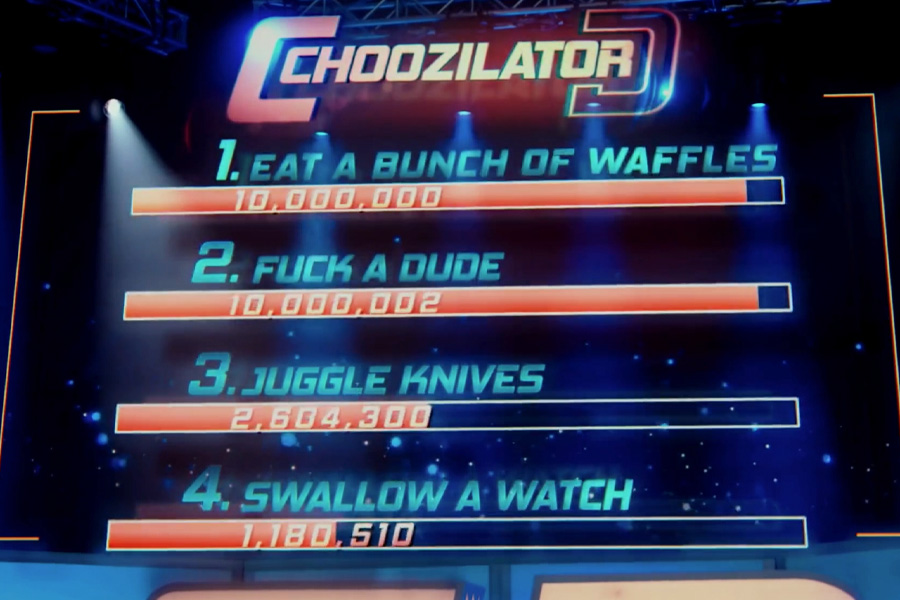 CHOOZILATOR
1. EAT A BUNCH OF WAFFLES
10,000,000
2. FUCK A DUDE
10,000,002
3. JUGGLE KNIVES
2,604,300
4. SWALLOW A WATCH
1,180,510